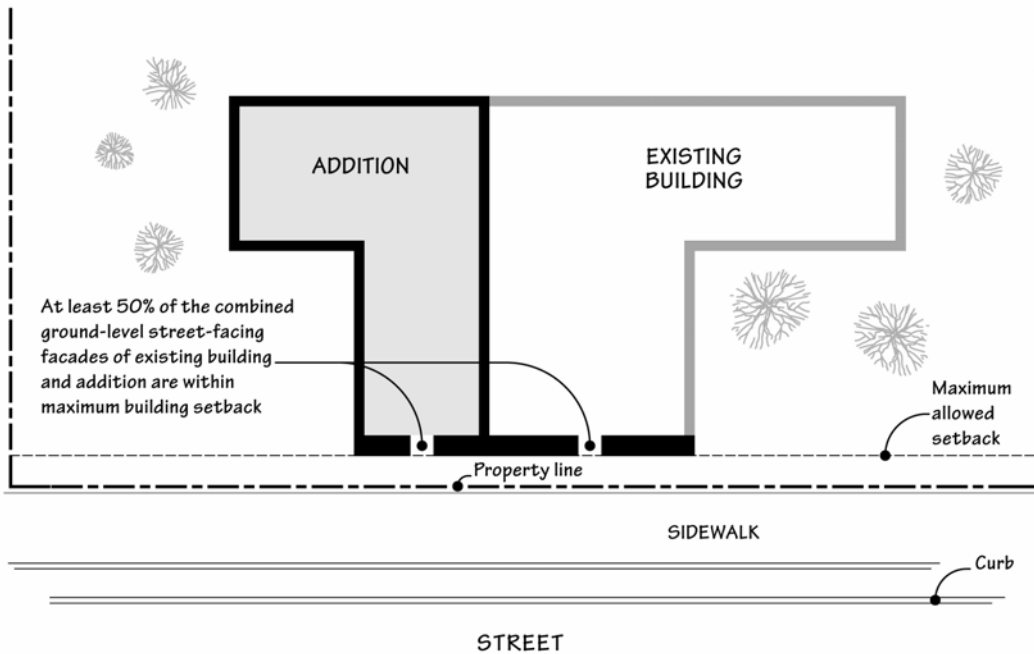 ADDITION
EXISTING
BUILDING
At least 50% of the combined
ground-level street-facing
facades of existing building
and addition are within
maximum building setback
Maximum
allowed
setback
Property line
SIDEWALK
Curb
STREET